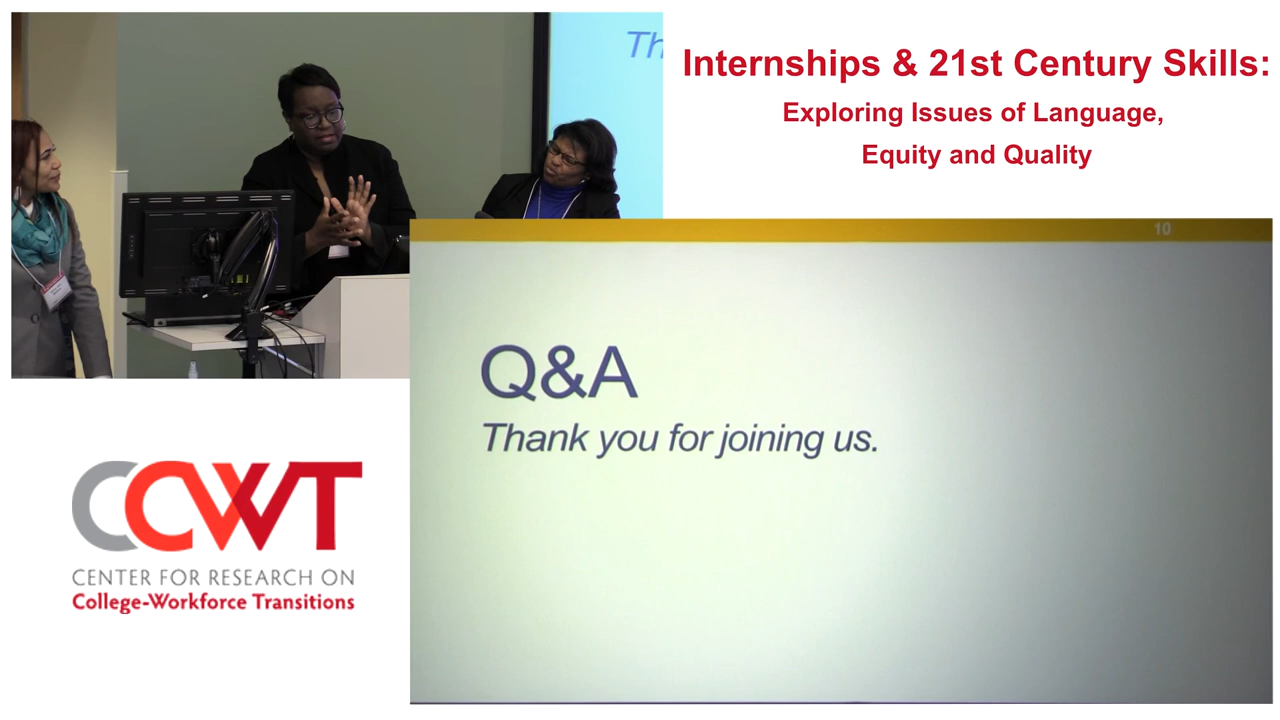 Th
Internships & 21st Century Skills:
Exploring Issues of Language,
Equity and Quality
10
Q&A
Thank you for joining us.
CCWT
CENTER FOR RESEARCH ON
College-Workforce Transitions